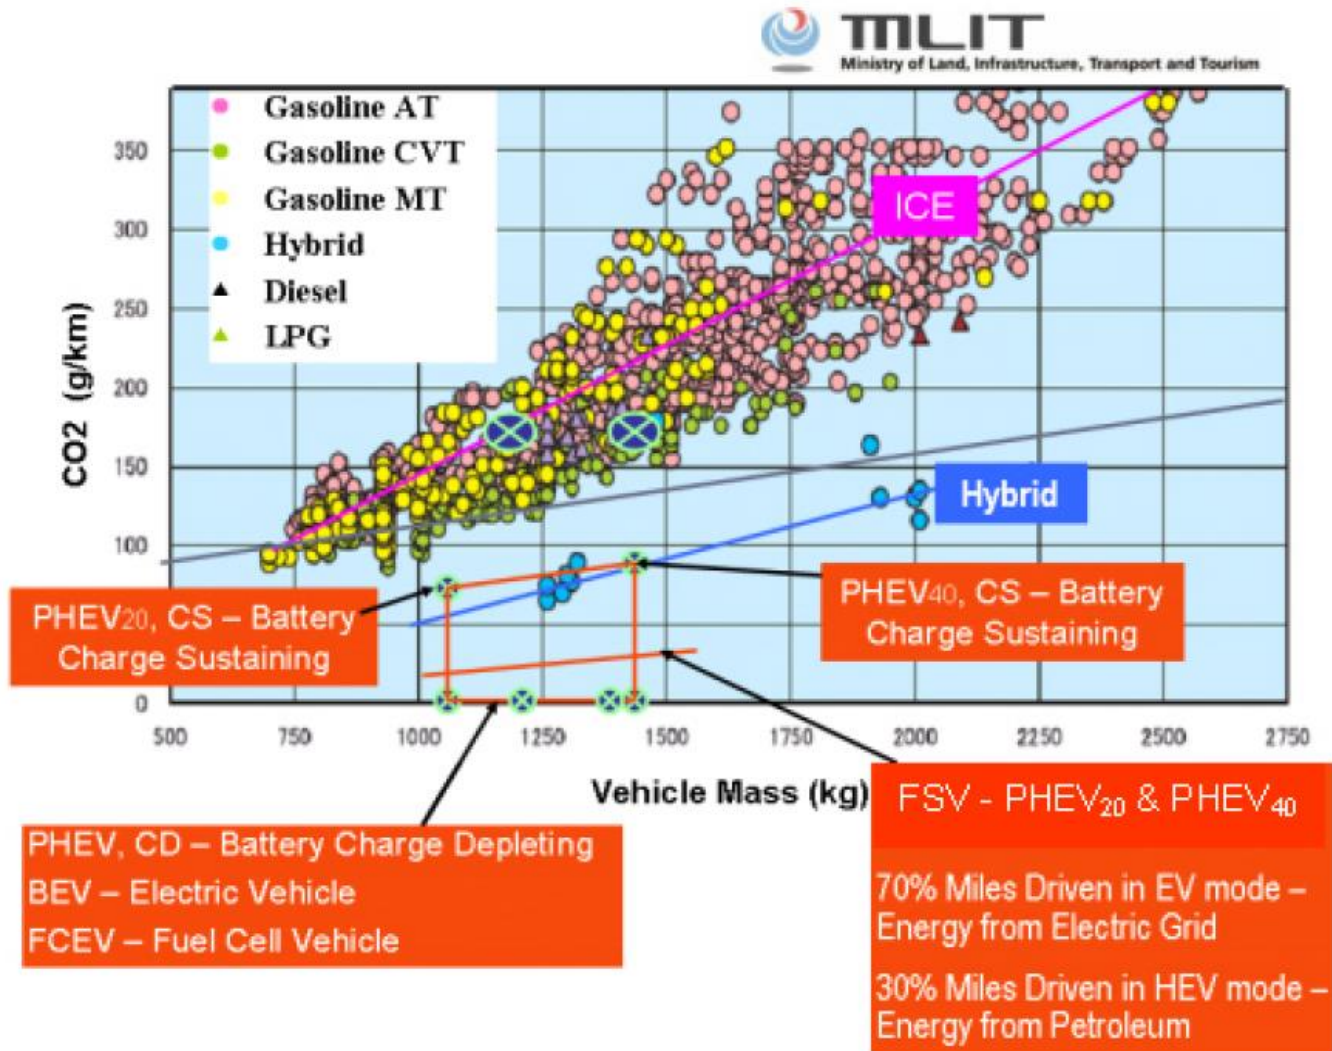 MLIT
Ministry of Land, Infrastructure, Transport and Tourism
Gasoline AT
Gasoline CVT
Gasoline MT
Hybrid
Diesel
LPG
ICE
Hybrid
CO2 (g/km)
350
300
250
200
150
100
50
0
500
750
1000
1250
1500
1750
2000
2250
2500
2750
Vehicle Mass (kg)
PHEV20, CS – Battery
Charge Sustaining
PHEV40, CS – Battery
Charge Sustaining
PHEV, CD – Battery Charge Depleting
BEV – Electric Vehicle
FCEV – Fuel Cell Vehicle
FSV - PHEV₂₀ & PHEV₄₀
70% Miles Driven in EV mode –
Energy from Electric Grid
30% Miles Driven in HEV mode –
Energy from Petroleum